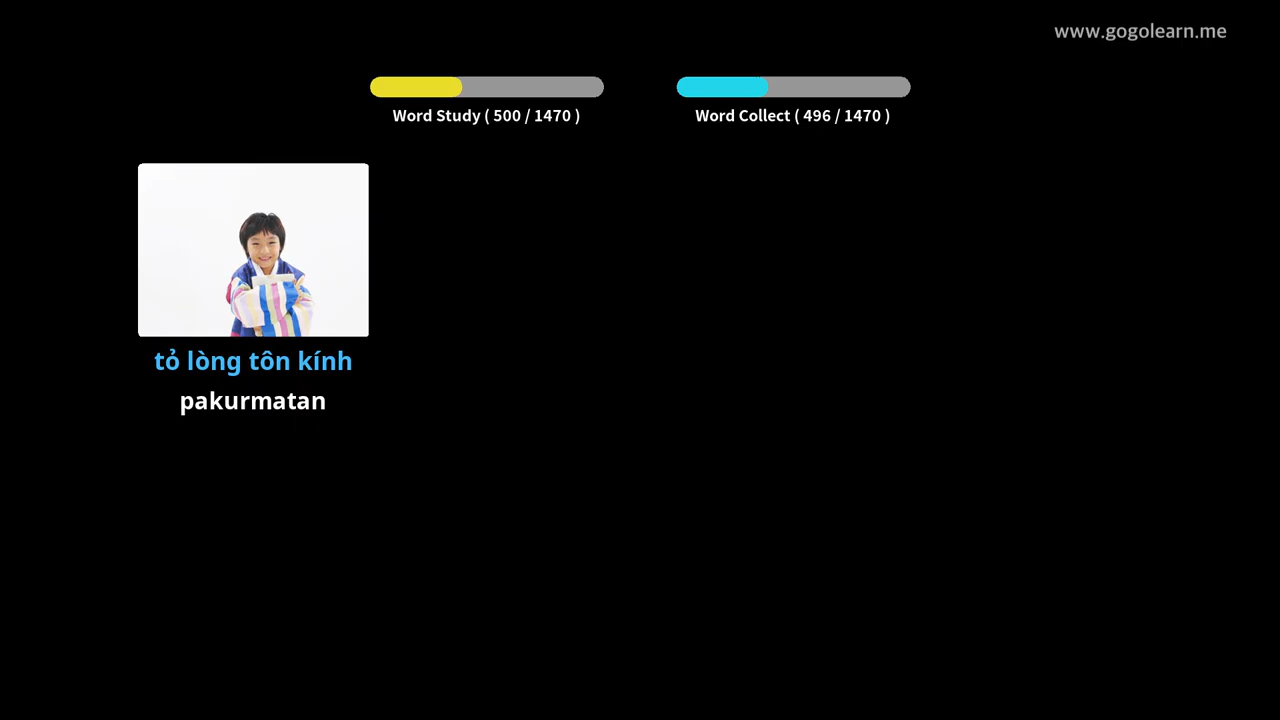 www.gogolearn.me
Word Study ( 500 / 1470 )
Word Collect ( 496 / 1470 )
tỏ lòng tôn kính
pakurmatan